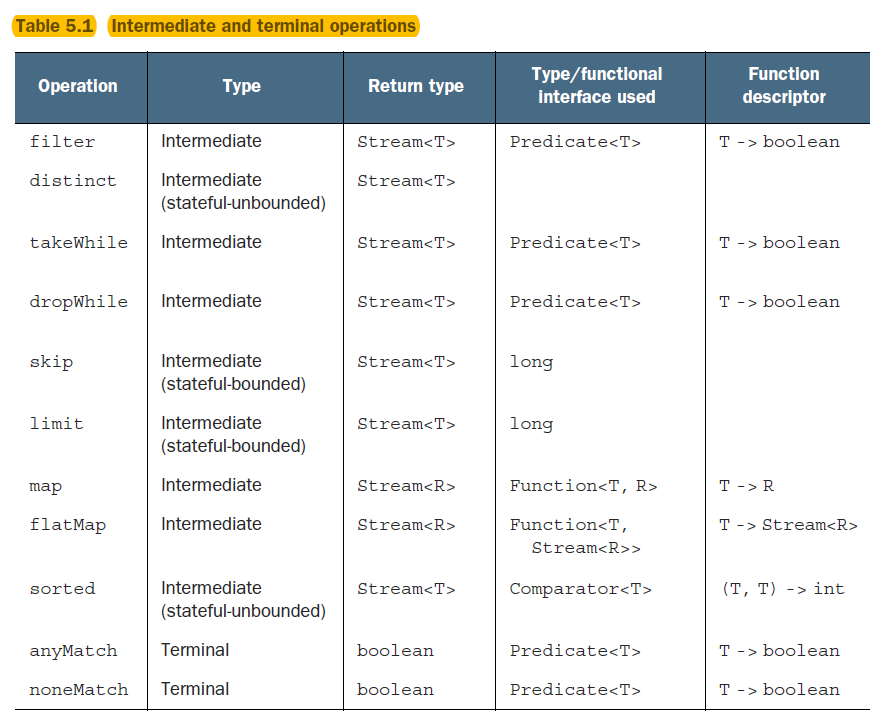 Table 5.1 Intermediate and terminal operations
Operation Type Return type Type/functional interface used Function descriptor
filter Intermediate Stream<T> Predicate<T> T -> boolean
distinct Intermediate (stateful-unbounded) Stream<T>
takeWhile Intermediate Stream<T> Predicate<T> T -> boolean
dropWhile Intermediate Stream<T> Predicate<T> T -> boolean
skip Intermediate (stateful-bounded) Stream<T> long
limit Intermediate (stateful-bounded) Stream<T> long
map Intermediate Stream<R> Function<T, R> T -> R
flatMap Intermediate Stream<R> Function<T, Stream<R>> T -> Stream<R>
sorted Intermediate (stateful-unbounded) Stream<T> Comparator<T> (T, T) -> int
anyMatch Terminal boolean Predicate<T> T -> boolean
noneMatch Terminal boolean Predicate<T> T -> boolean